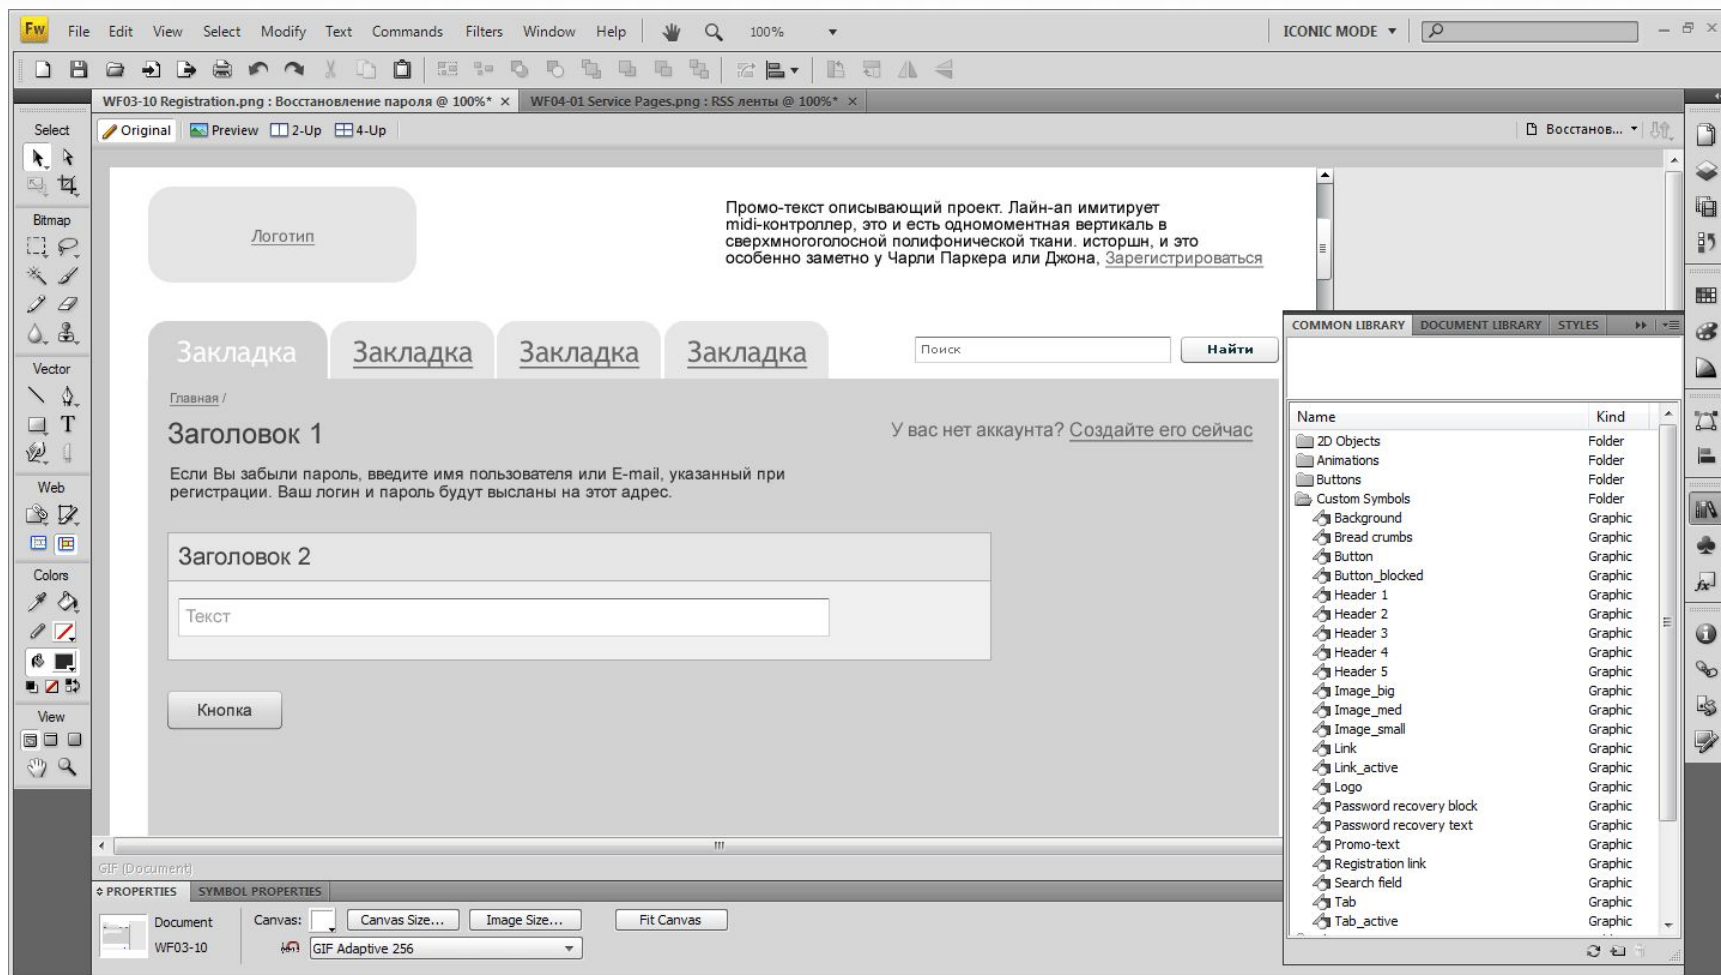 Fw File Edit View Select Modify Text Commands Filters Window Help 100% ICONIC MODE
WF03-10 Registration.png : Восстановление пароля @ 100%* × WF04-01 Service Pages.png : RSS ленты @ 100%* ×
Original Preview 2-Up 4-Up Восстанов...
Select
Bitmap
Vector
Web
Colors
View
Логотип
Промо-текст описывающий проект. Лайн-ап имитирует
midi-контроллер, это и есть одномоментная вертикаль в
сверхмногоголосной полифонической ткани. исторшн, и это
особенно заметно у Чарли Паркера или Джона, Зарегистрироваться
Закладка Закладка Закладка Закладка Поиск Найти
Главная /
Заголовок 1
У вас нет аккаунта? Создайте его сейчас
Если Вы забыли пароль, введите имя пользователя или E-mail, указанный при
регистрации. Ваш логин и пароль будут высланы на этот адрес.
Заголовок 2
Текст
Кнопка
GIF (Document)
PROPERTIES SYMBOL PROPERTIES
Document Canvas: Canvas Size... Image Size... Fit Canvas
WF03-10 GIF Adaptive 256
COMMON LIBRARY DOCUMENT LIBRARY STYLES
Name Kind
2D Objects Folder
Animations Folder
Buttons Folder
Custom Symbols Folder
Background Graphic
Bread crumbs Graphic
Button Graphic
Button_blocked Graphic
Header 1 Graphic
Header 2 Graphic
Header 3 Graphic
Header 4 Graphic
Header 5 Graphic
Image_big Graphic
Image_med Graphic
Image_small Graphic
Link Graphic
Link_active Graphic
Logo Graphic
Password recovery block Graphic
Password recovery text Graphic
Promo-text Graphic
Registration link Graphic
Search field Graphic
Tab Graphic
Tab_active Graphic